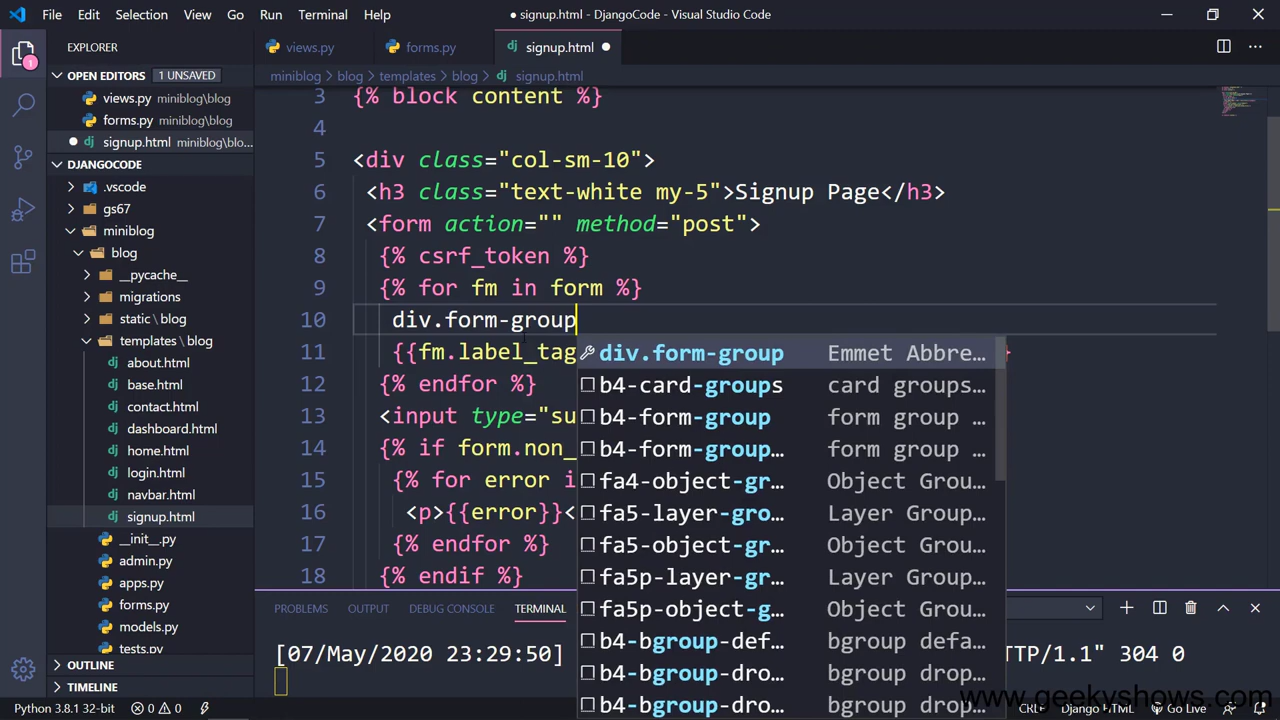 File Edit Selection View Go Run Terminal Help
● signup.html - DjangoCode - Visual Studio Code
EXPLORER
views.py forms.py signup.html ●
OPEN EDITORS 1 UNSAVED
miniblog > blog > templates > blog > signup.html
views.py miniblog\blog
forms.py miniblog\blog
● signup.html miniblog\blo...
DJANGOCODE
.vscode
gs67
miniblog
blog
__pycache__
migrations
static \ blog
templates \ blog
about.html
base.html
contact.html
dashboard.html
home.html
login.html
navbar.html
signup.html
__init__.py
admin.py
apps.py
forms.py
models.py
tests.py
OUTLINE
TIMELINE
3 {% block content %}
4
5 <div class="col-sm-10">
6 <h3 class="text-white my-5">Signup Page</h3>
7 <form action="" method="post">
8 {% csrf_token %}
9 {% for fm in form %}
10 div.form-group
11 {{fm.label_tag
12 {% endfor %}
13 <input type="su
14 {% if form.non_
15 {% for error i
16 <p>{{error}}<
17 {% endfor %}
18 {% endif %}
div.form-group Emmet Abbre...
b4-card-groups card groups...
b4-form-group form group ...
b4-form-group form group ...
fa4-object-gr... Object Grou...
fa5-layer-gro... Layer Group...
fa5-object-gr... Object Grou...
fa5p-layer-gr... Layer Group...
fa5p-object-g... Object Grou...
b4-bgroup-def... bgroup defa...
b4-bgroup-dro... bgroup drop...
b4-bgroup-dro... bgroup drop...
PROBLEMS OUTPUT DEBUG CONSOLE TERMINAL
[07/May/2020 23:29:50] TTP/1.1" 304 0
www.geekyshows.com
Python 3.8.1 32-bit 0 0 CRLF Django HTML Go Live